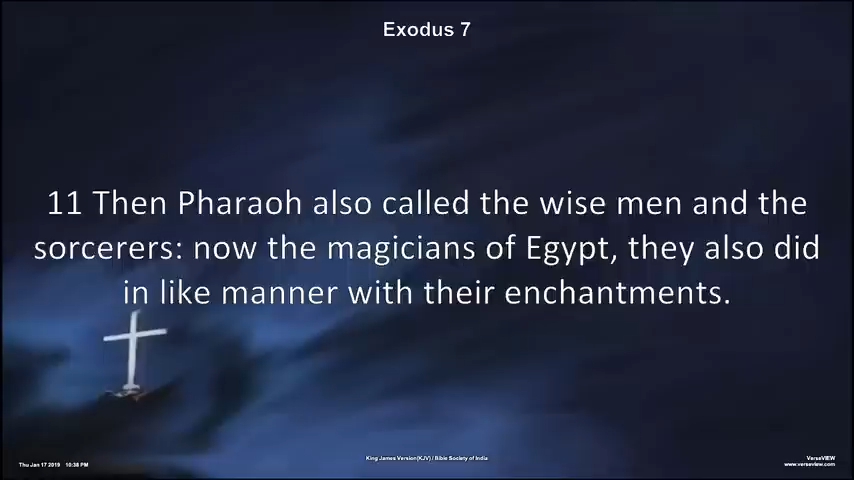 Exodus 7
11 Then Pharaoh also called the wise men and the
sorcerers: now the magicians of Egypt, they also did
in like manner with their enchantments.
King James Version(KJV) / Bible Society of India
Thu Jan 17 2019 10:38 PM
VerseVIEW
www.verseview.com